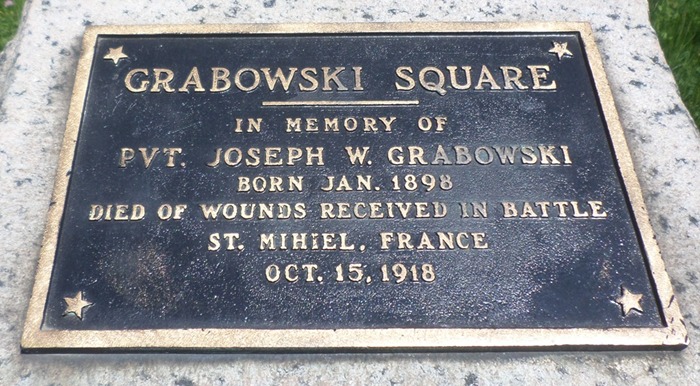 GRABOWSKI SQUARE
IN MEMORY OF
PVT. JOSEPH W. GRABOWSKI
BORN JAN. 1898
DIED OF WOUNDS RECEIVED IN BATTLE
ST. MIHIEL, FRANCE
OCT. 15, 1918